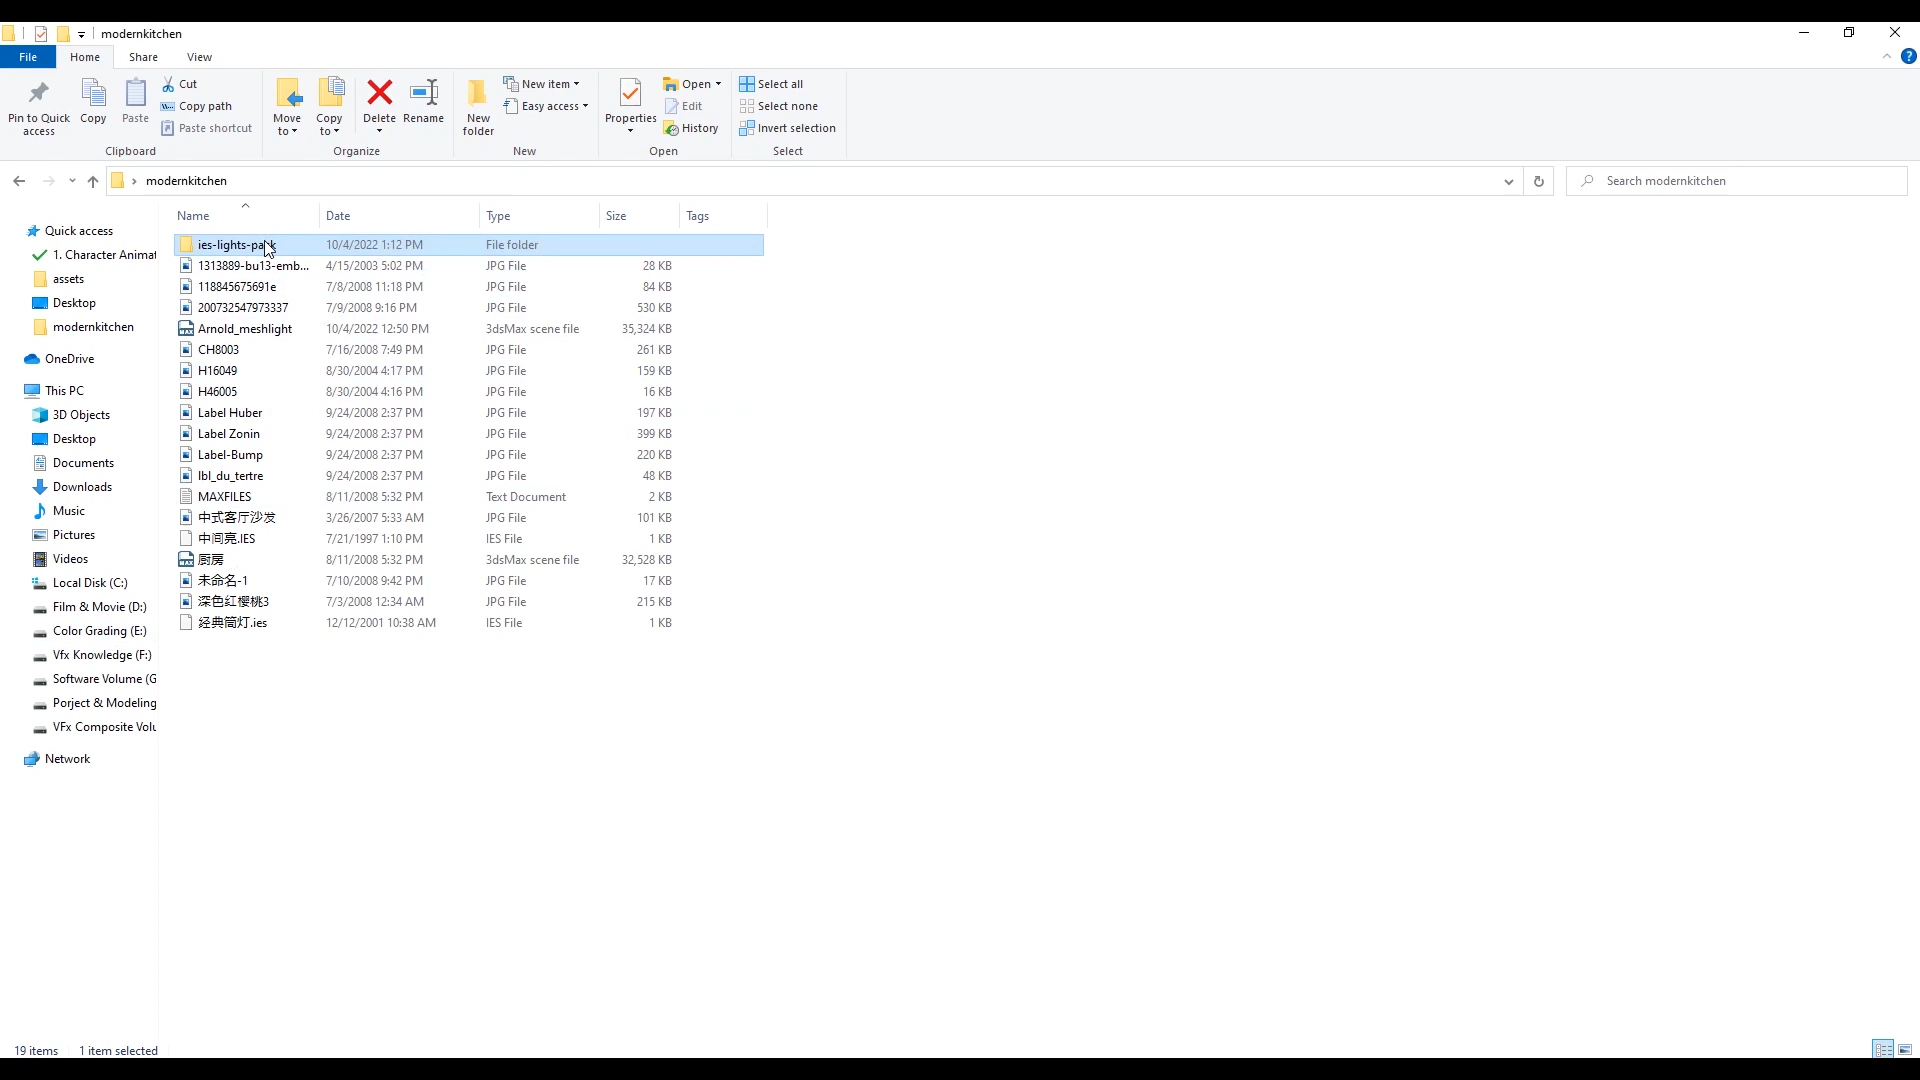 modernkitchen
File Home Share View
Pin to Quick access
Copy
Paste
Cut
Copy path
Paste shortcut
Move to
Copy to
Delete
Rename
New folder
New item
Easy access
Properties
Open
Edit
History
Select all
Select none
Invert selection
Clipboard Organize New Open Select
modernkitchen
Search modernkitchen
Name Date Type Size Tags
ies-lights-pack 10/4/2022 1:12 PM File folder
1313889-bu13-emb... 4/15/2003 5:02 PM JPG File 28 KB
118845675691e 7/8/2008 11:18 PM JPG File 84 KB
200732547973337 7/9/2008 9:16 PM JPG File 530 KB
Arnold_meshlight 10/4/2022 12:50 PM 3dsMax scene file 35,324 KB
CH8003 7/16/2008 7:49 PM JPG File 261 KB
H16049 8/30/2004 4:17 PM JPG File 159 KB
H46005 8/30/2004 4:16 PM JPG File 16 KB
Label Huber 9/24/2008 2:37 PM JPG File 197 KB
Label Zonin 9/24/2008 2:37 PM JPG File 399 KB
Label-Bump 9/24/2008 2:37 PM JPG File 220 KB
lbl_du_tertre 9/24/2008 2:37 PM JPG File 48 KB
MAXFILES 8/11/2008 5:32 PM Text Document 2 KB
中式客厅沙发 3/26/2007 5:33 AM JPG File 101 KB
中间亮.IES 7/21/1997 1:10 PM IES File 1 KB
厨房 8/11/2008 5:32 PM 3dsMax scene file 32,528 KB
未命名-1 7/10/2008 9:42 PM JPG File 17 KB
深色红樱桃3 7/3/2008 12:34 AM JPG File 215 KB
经典筒灯.ies 12/12/2001 10:38 AM IES File 1 KB
Quick access
1. Character Animat
assets
Desktop
modernkitchen
OneDrive
This PC
3D Objects
Desktop
Documents
Downloads
Music
Pictures
Videos
Local Disk (C:)
Film & Movie (D:)
Color Grading (E:)
Vfx Knowledge (F:)
Software Volume (G
Porject & Modeling
VFx Composite Volu
Network
19 items 1 item selected